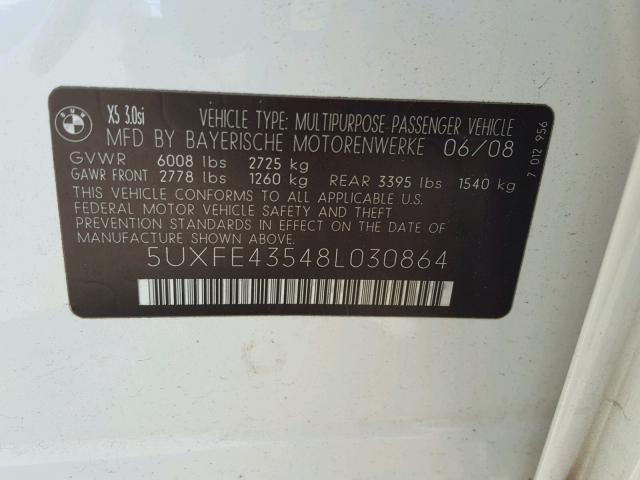 BMW
X5 3.0si
VEHICLE TYPE: MULTIPURPOSE PASSENGER VEHICLE
MFD BY BAYERISCHE MOTORENWERKE 06/08
GVWR 6008 lbs 2725 kg
GAWR FRONT 2778 lbs 1260 kg REAR 3395 lbs 1540 kg
THIS VEHICLE CONFORMS TO ALL APPLICABLE U.S.
FEDERAL MOTOR VEHICLE SAFETY AND THEFT
PREVENTION STANDARDS IN EFFECT ON THE DATE
OF MANUFACTURE SHOWN ABOVE.
5UXFE43548L030864
7 012 956